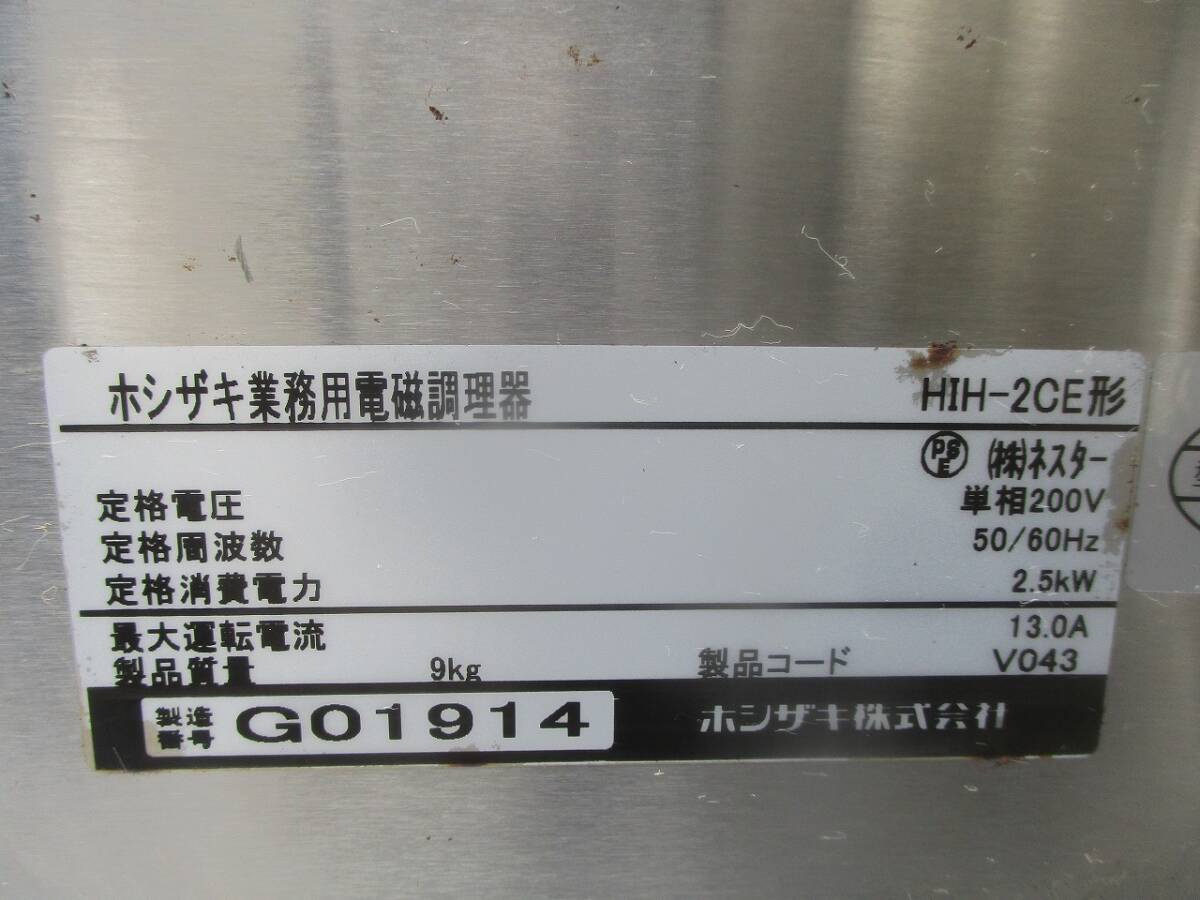 ホシザキ業務用電磁調理器 HIH-2CE形
PSE (株)ネスター
定格電圧 単相200V
定格周波数 50/60Hz
定格消費電力 2.5kW
最大運転電流 13.0A
製品質量 9kg 製品コード V043
製造番号 G01914 ホシザキ株式会社